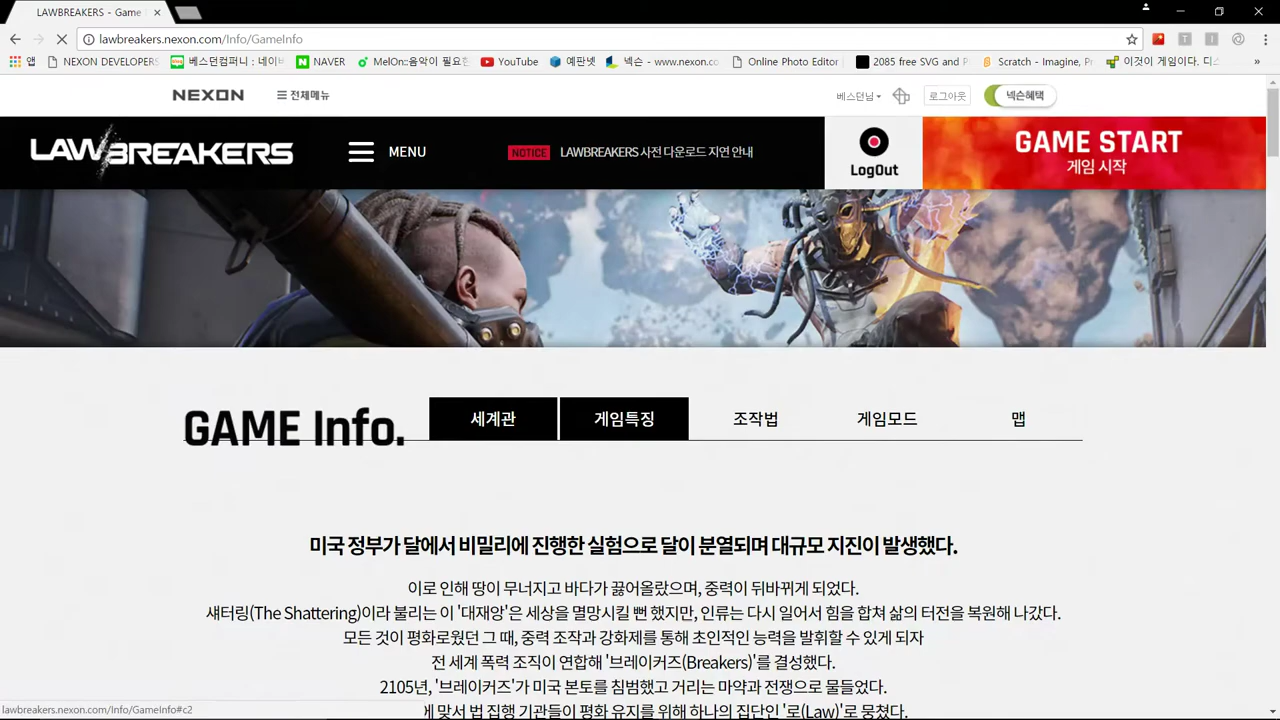 LAWBREAKERS - Game
lawbreakers.nexon.com/Info/GameInfo
앱
NEXON DEVELOPERS
베스던컴퍼니 : 네이버
NAVER
MelOn::음악이 필요한
YouTube
예판넷
넥슨 - www.nexon.co
Online Photo Editor
2085 free SVG and P
Scratch - Imagine, Pr
이것이 게임이다. 디스
NEXON
전체메뉴
베스던님
로그아웃
넥슨혜택
LAWBREAKERS
MENU
NOTICE
LAWBREAKERS 사전 다운로드 지연 안내
LogOut
GAME START
게임 시작
GAME Info.
세계관
게임특징
조작법
게임모드
맵
미국 정부가 달에서 비밀리에 진행한 실험으로 달이 분열되며 대규모 지진이 발생했다.
이로 인해 땅이 무너지고 바다가 끓어올랐으며, 중력이 뒤바뀌게 되었다.
섀터링(The Shattering)이라 불리는 이 '대재앙'은 세상을 멸망시킬 뻔 했지만, 인류는 다시 일어서 힘을 합쳐 삶의 터전을 복원해 나갔다.
모든 것이 평화로웠던 그 때, 중력 조작과 강화제를 통해 초인적인 능력을 발휘할 수 있게 되자
전 세계 폭력 조직이 연합해 '브레이커즈(Breakers)'를 결성했다.
2105년, '브레이커즈'가 미국 본토를 침범했고 거리는 마약과 전쟁으로 물들었다.
에 맞서 법 집행 기관들이 평화 유지를 위해 하나의 집단인 '로(Law)'로 뭉쳤다.
lawbreakers.nexon.com/Info/GameInfo#c2